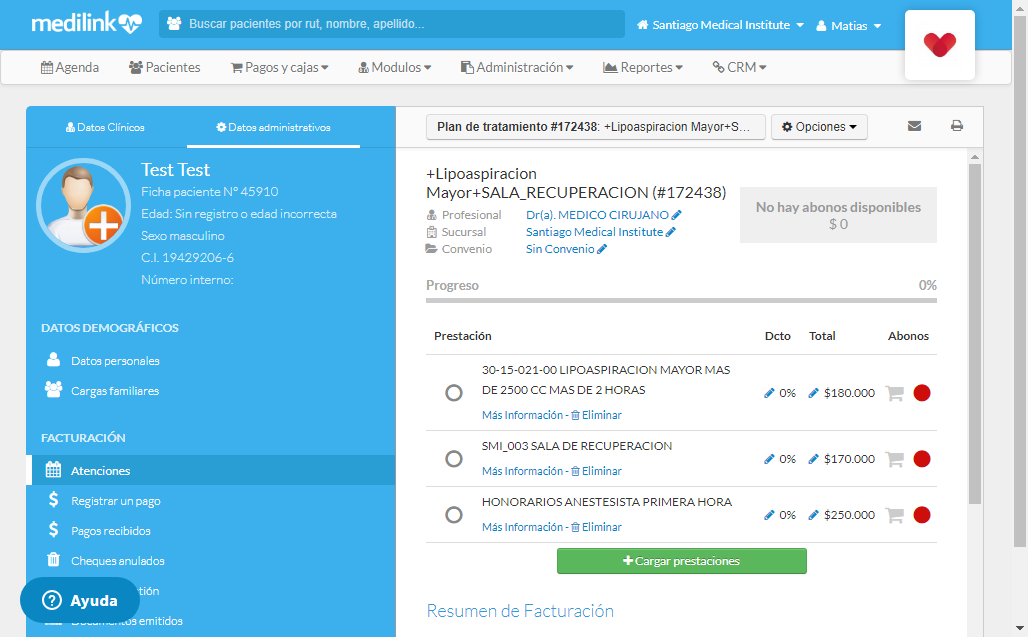 medilink
Buscar pacientes por rut, nombre, apellido...
Santiago Medical Institute
Matias
Agenda
Pacientes
Pagos y cajas
Modulos
Administración
Reportes
CRM
Datos Clínicos
Datos administrativos
Test Test
Ficha paciente N° 45910
Edad: Sin registro o edad incorrecta
Sexo masculino
C.I. 19429206-6
Número interno:
DATOS DEMOGRÁFICOS
Datos personales
Cargas familiares
FACTURACIÓN
Atenciones
Registrar un pago
Pagos recibidos
Cheques anulados
tión
Documentos emitidos
Ayuda
Plan de tratamiento #172438: +Lipoaspiracion Mayor+S...
Opciones
+Lipoaspiracion
Mayor+SALA_RECUPERACION (#172438)
Profesional Dr(a). MEDICO CIRUJANO
Sucursal Santiago Medical Institute
Convenio Sin Convenio
No hay abonos disponibles
$ 0
Progreso 0%
Prestación Dcto Total Abonos
30-15-021-00 LIPOASPIRACION MAYOR MAS
DE 2500 CC MAS DE 2 HORAS
0% $180.000
Más Información - Eliminar
SMI_003 SALA DE RECUPERACION
0% $170.000
Más Información - Eliminar
HONORARIOS ANESTESISTA PRIMERA HORA
0% $250.000
Más Información - Eliminar
Cargar prestaciones
Resumen de Facturación